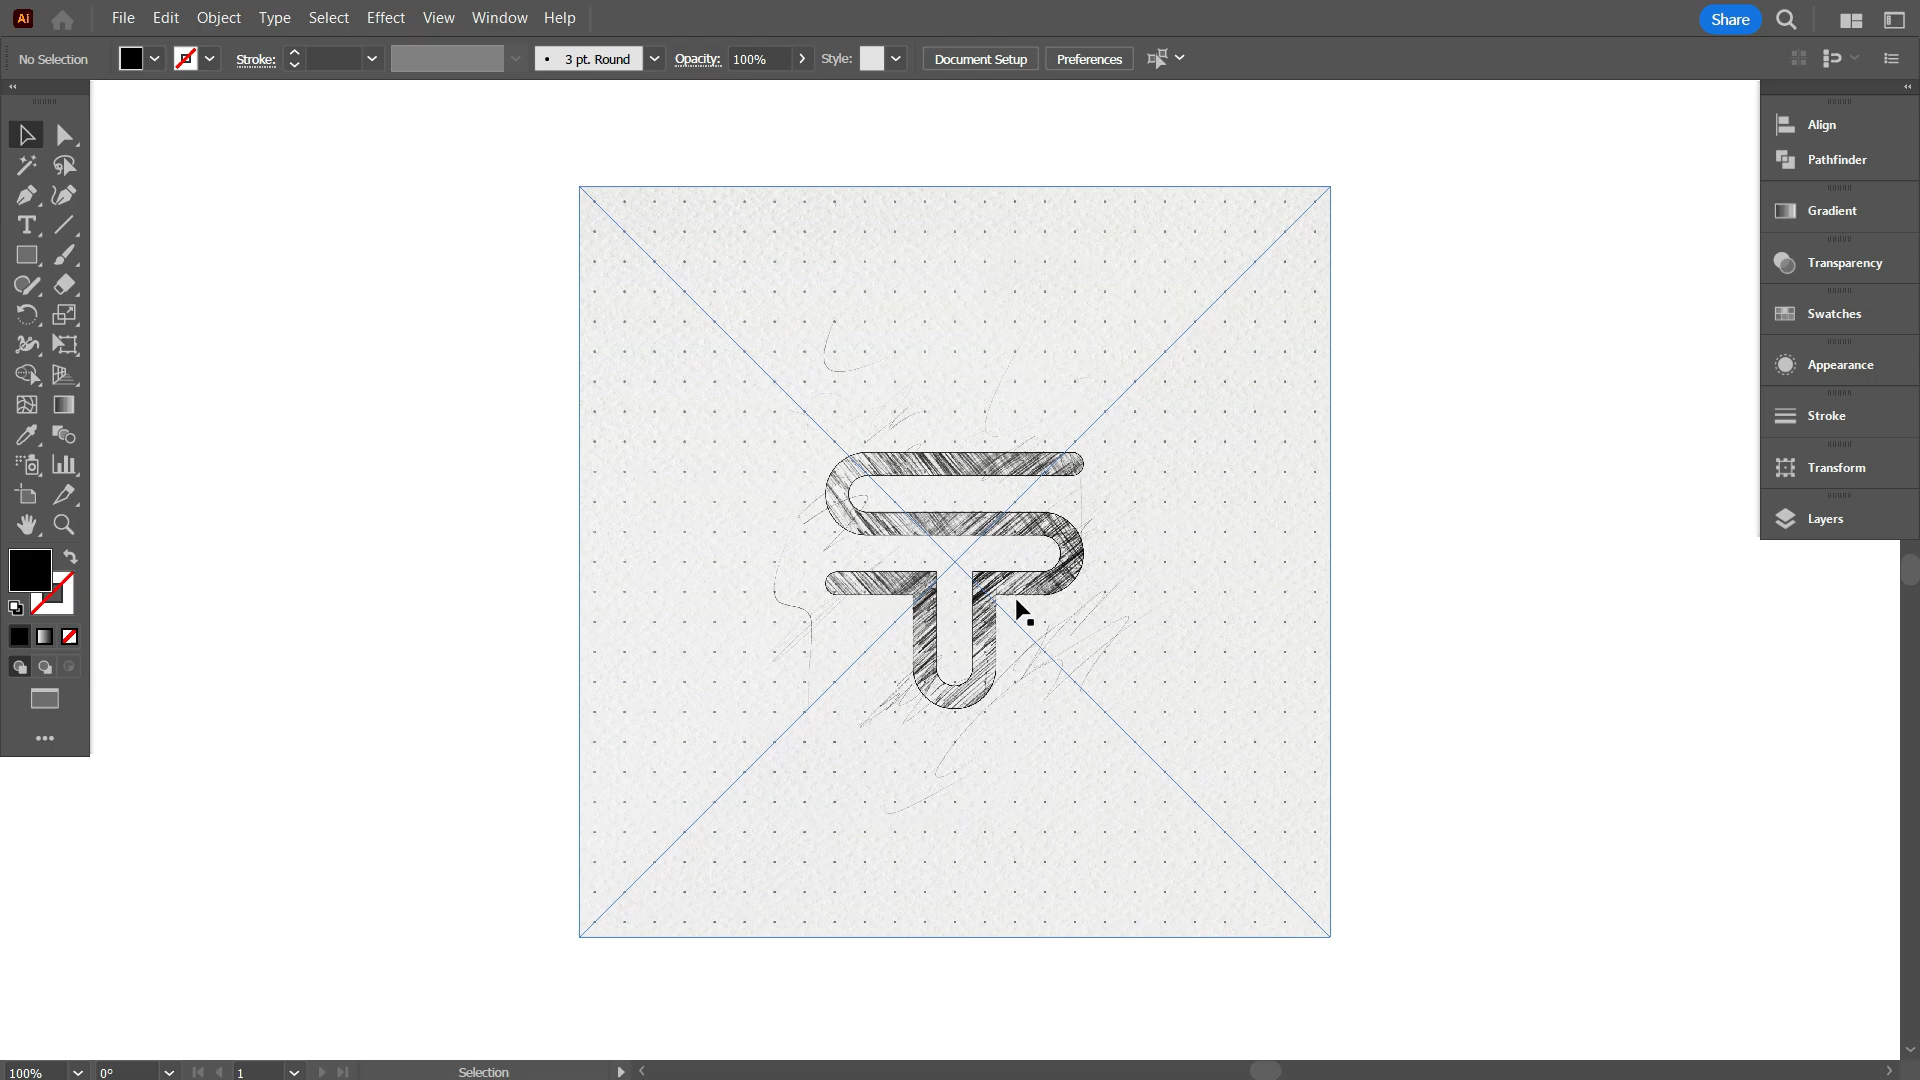 Ai File Edit Object Type Select Effect View Window Help Share
No Selection Stroke: 3 pt. Round Opacity: 100% Style: Document Setup Preferences
Align
Pathfinder
Gradient
Transparency
Swatches
Appearance
Stroke
Transform
Layers
100% 0° 1 Selection